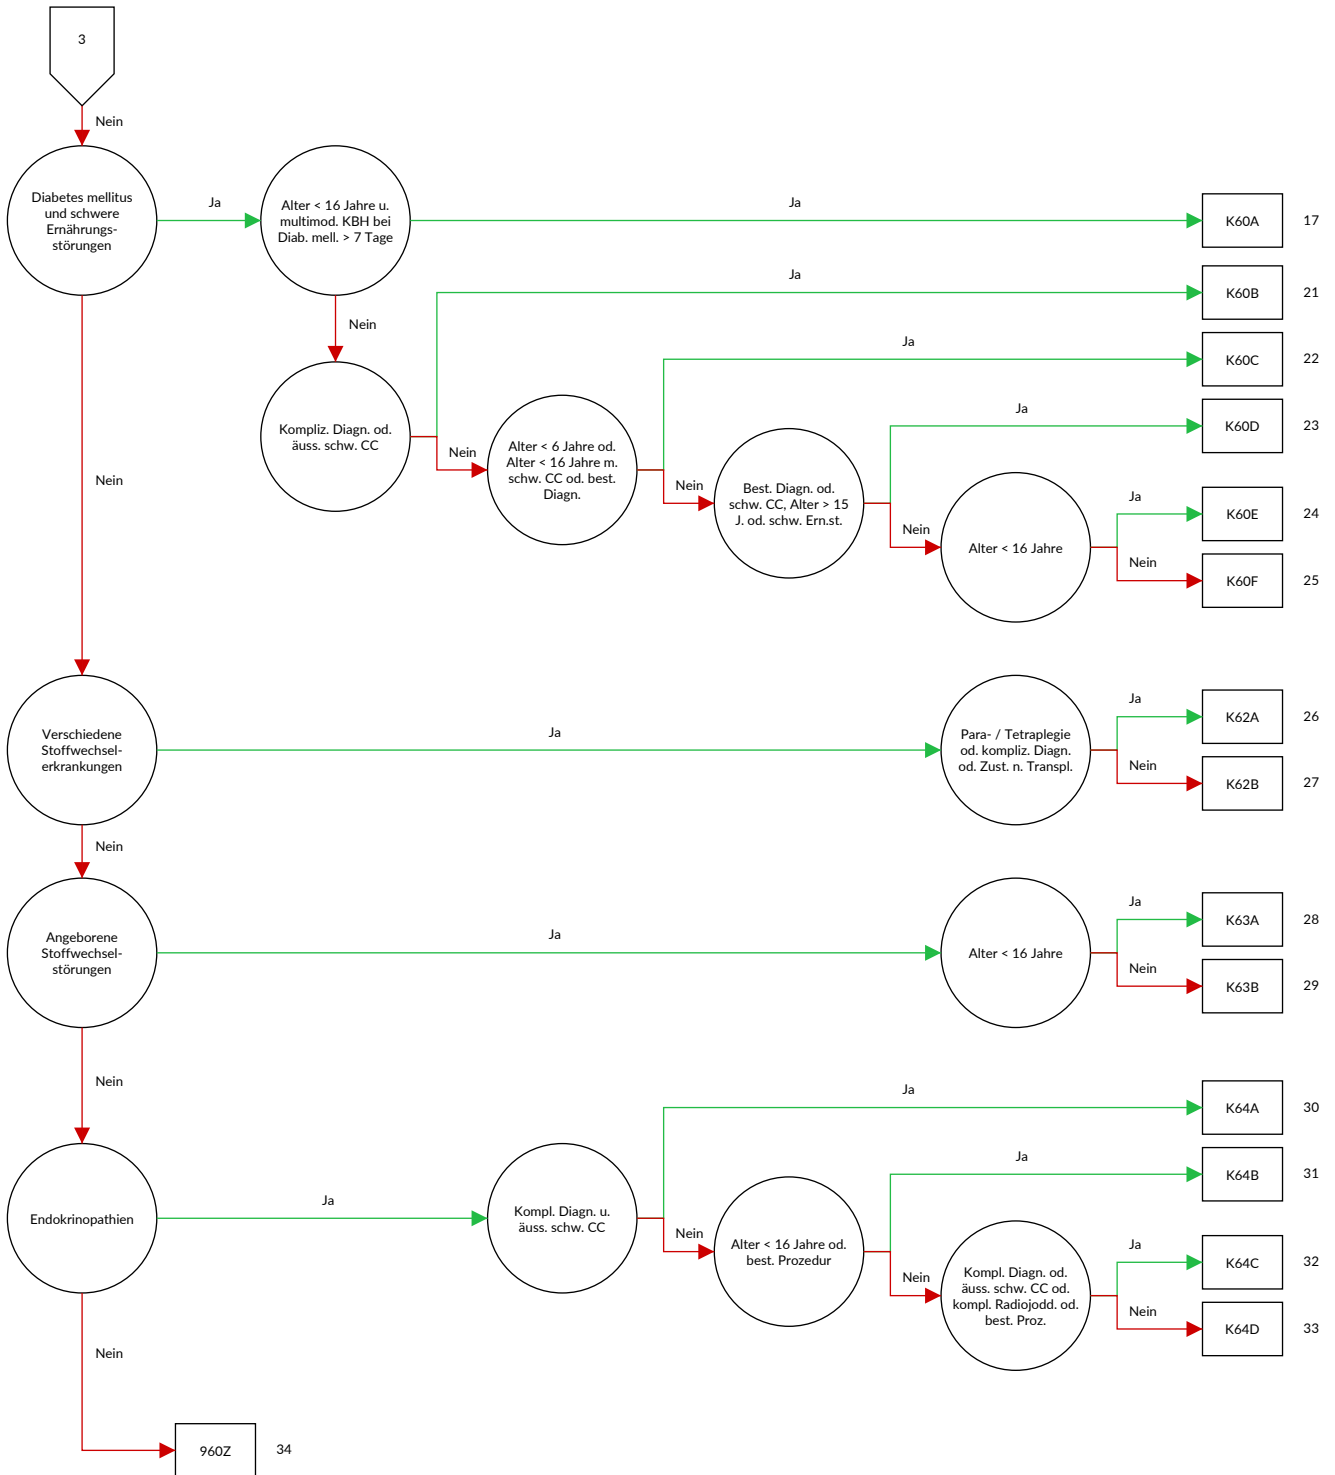 3
Nein
Diabetes mellitus
und schwere
Ernährungs-
störungen
Ja
Alter < 16 Jahre u.
multimod. KBH bei
Diab. mell. > 7 Tage
Ja
K60A
17
Nein
Ja
K60B
21
Kompliz. Diagn. od.
äuss. schw. CC
Nein
Alter < 6 Jahre od.
Alter < 16 Jahre m.
schw. CC od. best.
Diagn.
Ja
K60C
22
Nein
Best. Diagn. od.
schw. CC, Alter > 15
J. od. schw. Ern.st.
Ja
K60D
23
Nein
Alter < 16 Jahre
Ja
K60E
24
Nein
K60F
25
Nein
Verschiedene
Stoffwechsel-
erkrankungen
Ja
Para- / Tetraplegie
od. kompliz. Diagn.
od. Zust. n. Transpl.
Ja
K62A
26
Nein
K62B
27
Nein
Angeborene
Stoffwechsel-
störungen
Ja
Alter < 16 Jahre
Ja
K63A
28
Nein
K63B
29
Nein
Endokrinopathien
Ja
Kompl. Diagn. u.
äuss. schw. CC
Ja
K64A
30
Nein
Alter < 16 Jahre od.
best. Prozedur
Ja
K64B
31
Nein
Kompl. Diagn. od.
äuss. schw. CC od.
kompl. Radiojodd. od.
best. Proz.
Ja
K64C
32
Nein
K64D
33
Nein
960Z
34